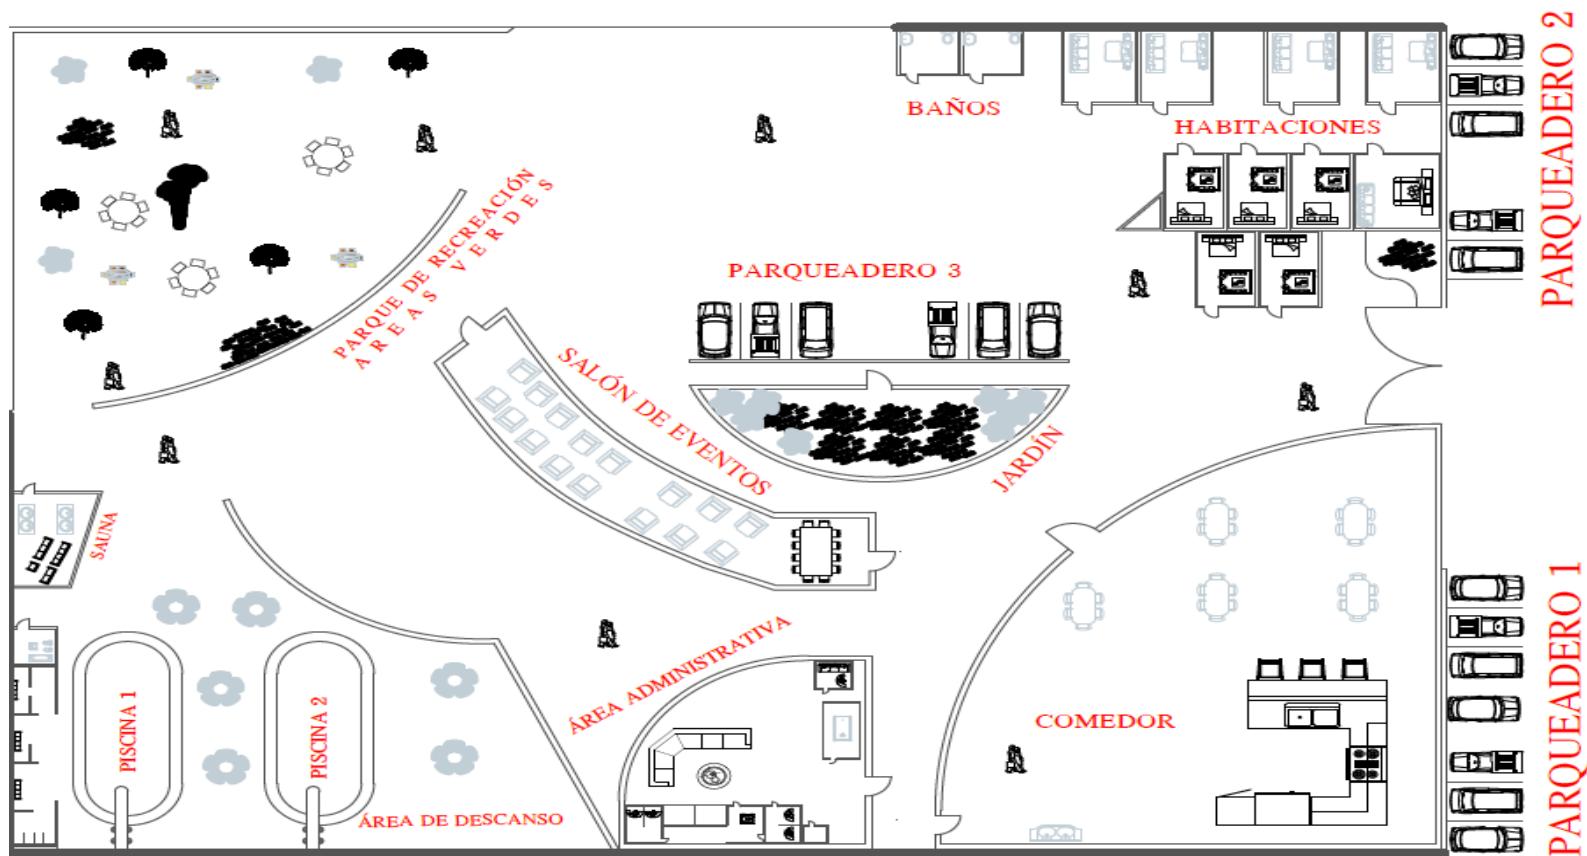 PARQUEADERO 2
BAÑOS
HABITACIONES
PARQUE DE RECREACIÓN
AREAS VERDES
PARQUEADERO 3
SALÓN DE EVENTOS
JARDÍN
SAUNA
PARQUEADERO 1
ÁREA ADMINISTRATIVA
PISCINA 1
PISCINA 2
COMEDOR
ÁREA DE DESCANSO